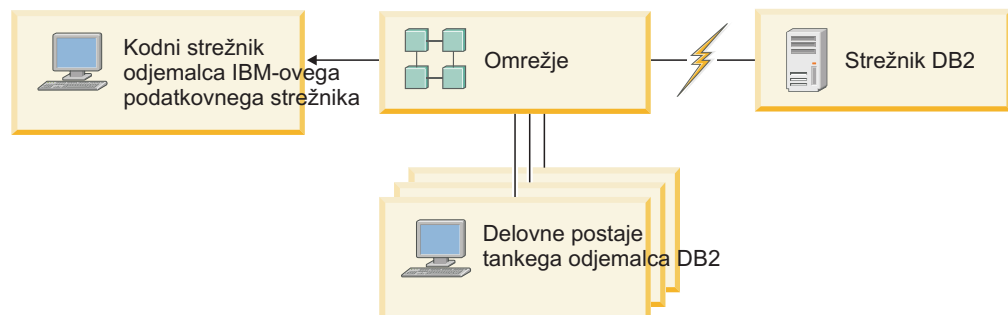 Kodni strežnik
odjemalca IBM-ovega
podatkovnega strežnika
Omrežje
Strežnik DB2
Delovne postaje
tankega odjemalca DB2